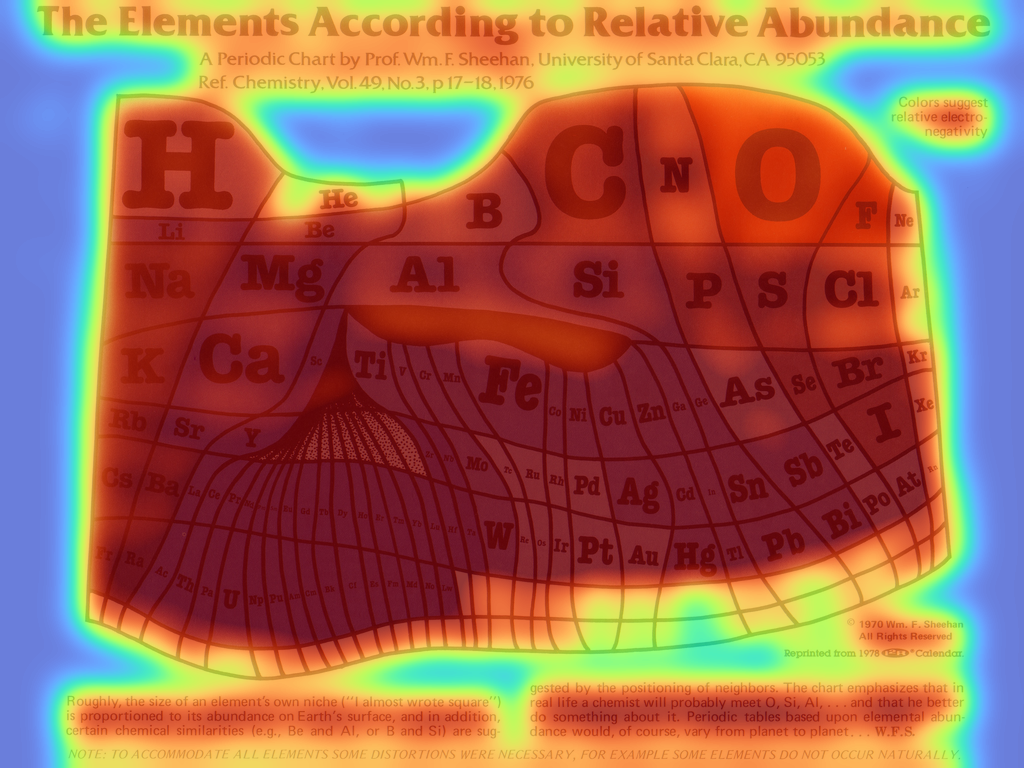 The Elements According to Relative Abundance
A Periodic Chart by Prof. Wm. F. Sheehan, University of Santa Clara, CA 95053
Ref. Chemistry, Vol. 49, No. 3, p 17–18, 1976
Colors suggest
relative electro-
negativity
H He B C N O F Ne
Li Be
Na Mg Al Si P S Cl Ar
K Ca Sc Ti V Cr Mn Fe Co Ni Cu Zn Ga Ge As Se Br Kr
Rb Sr Y Mo Ru Rh Pd Ag Cd Sn Sb Te I Xe
Cs Ba La Ce Pr W Ir Pt Au Hg Tl Pb Bi Po At
Fr Ra Ac Th Pa U Np Pu
© 1970 Wm. F. Sheehan
All Rights Reserved
Reprinted from 1978 Calendar.
Roughly, the size of an element's own niche ("I almost wrote square")
is proportioned to its abundance on Earth's surface, and in addition,
certain chemical similarities (e.g., Be and Al, or B and Si) are sug-
gested by the positioning of neighbors. The chart emphasizes that in
real life a chemist will probably meet O, Si, Al, . . . and that he better
do something about it. Periodic tables based upon elemental abun-
dance would, of course, vary from planet to planet. . . W.F.S.
NOTE: TO ACCOMMODATE ALL ELEMENTS SOME DISTORTIONS WERE NECESSARY, FOR EXAMPLE SOME ELEMENTS DO NOT OCCUR NATURALLY.